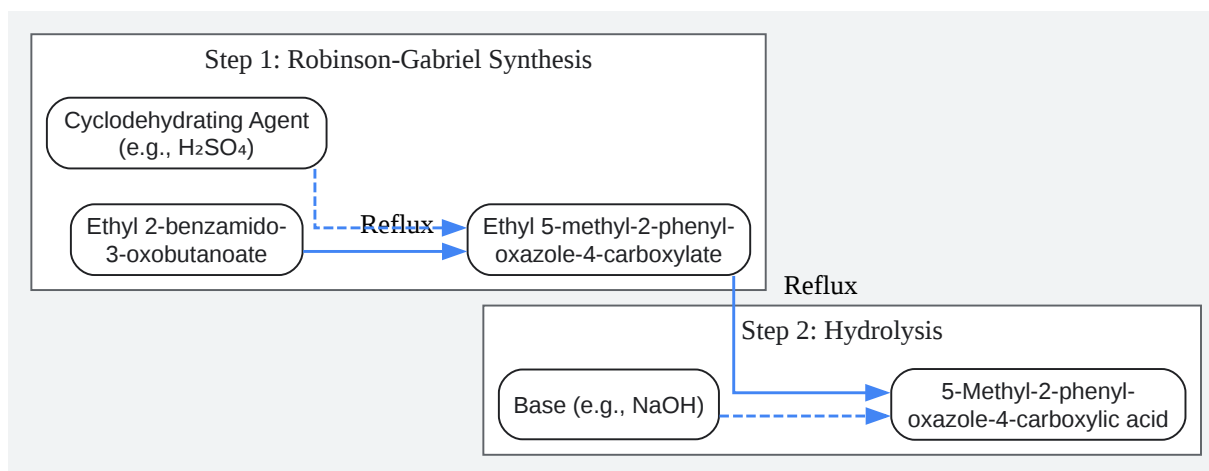 Step 1: Robinson-Gabriel Synthesis
Cyclodehydrating Agent
(e.g., H₂SO₄)
Ethyl 2-benzamido-
3-oxobutanoate
Reflux
Ethyl 5-methyl-2-phenyl-
oxazole-4-carboxylate
Reflux
Step 2: Hydrolysis
Base (e.g., NaOH)
5-Methyl-2-phenyl-
oxazole-4-carboxylic acid